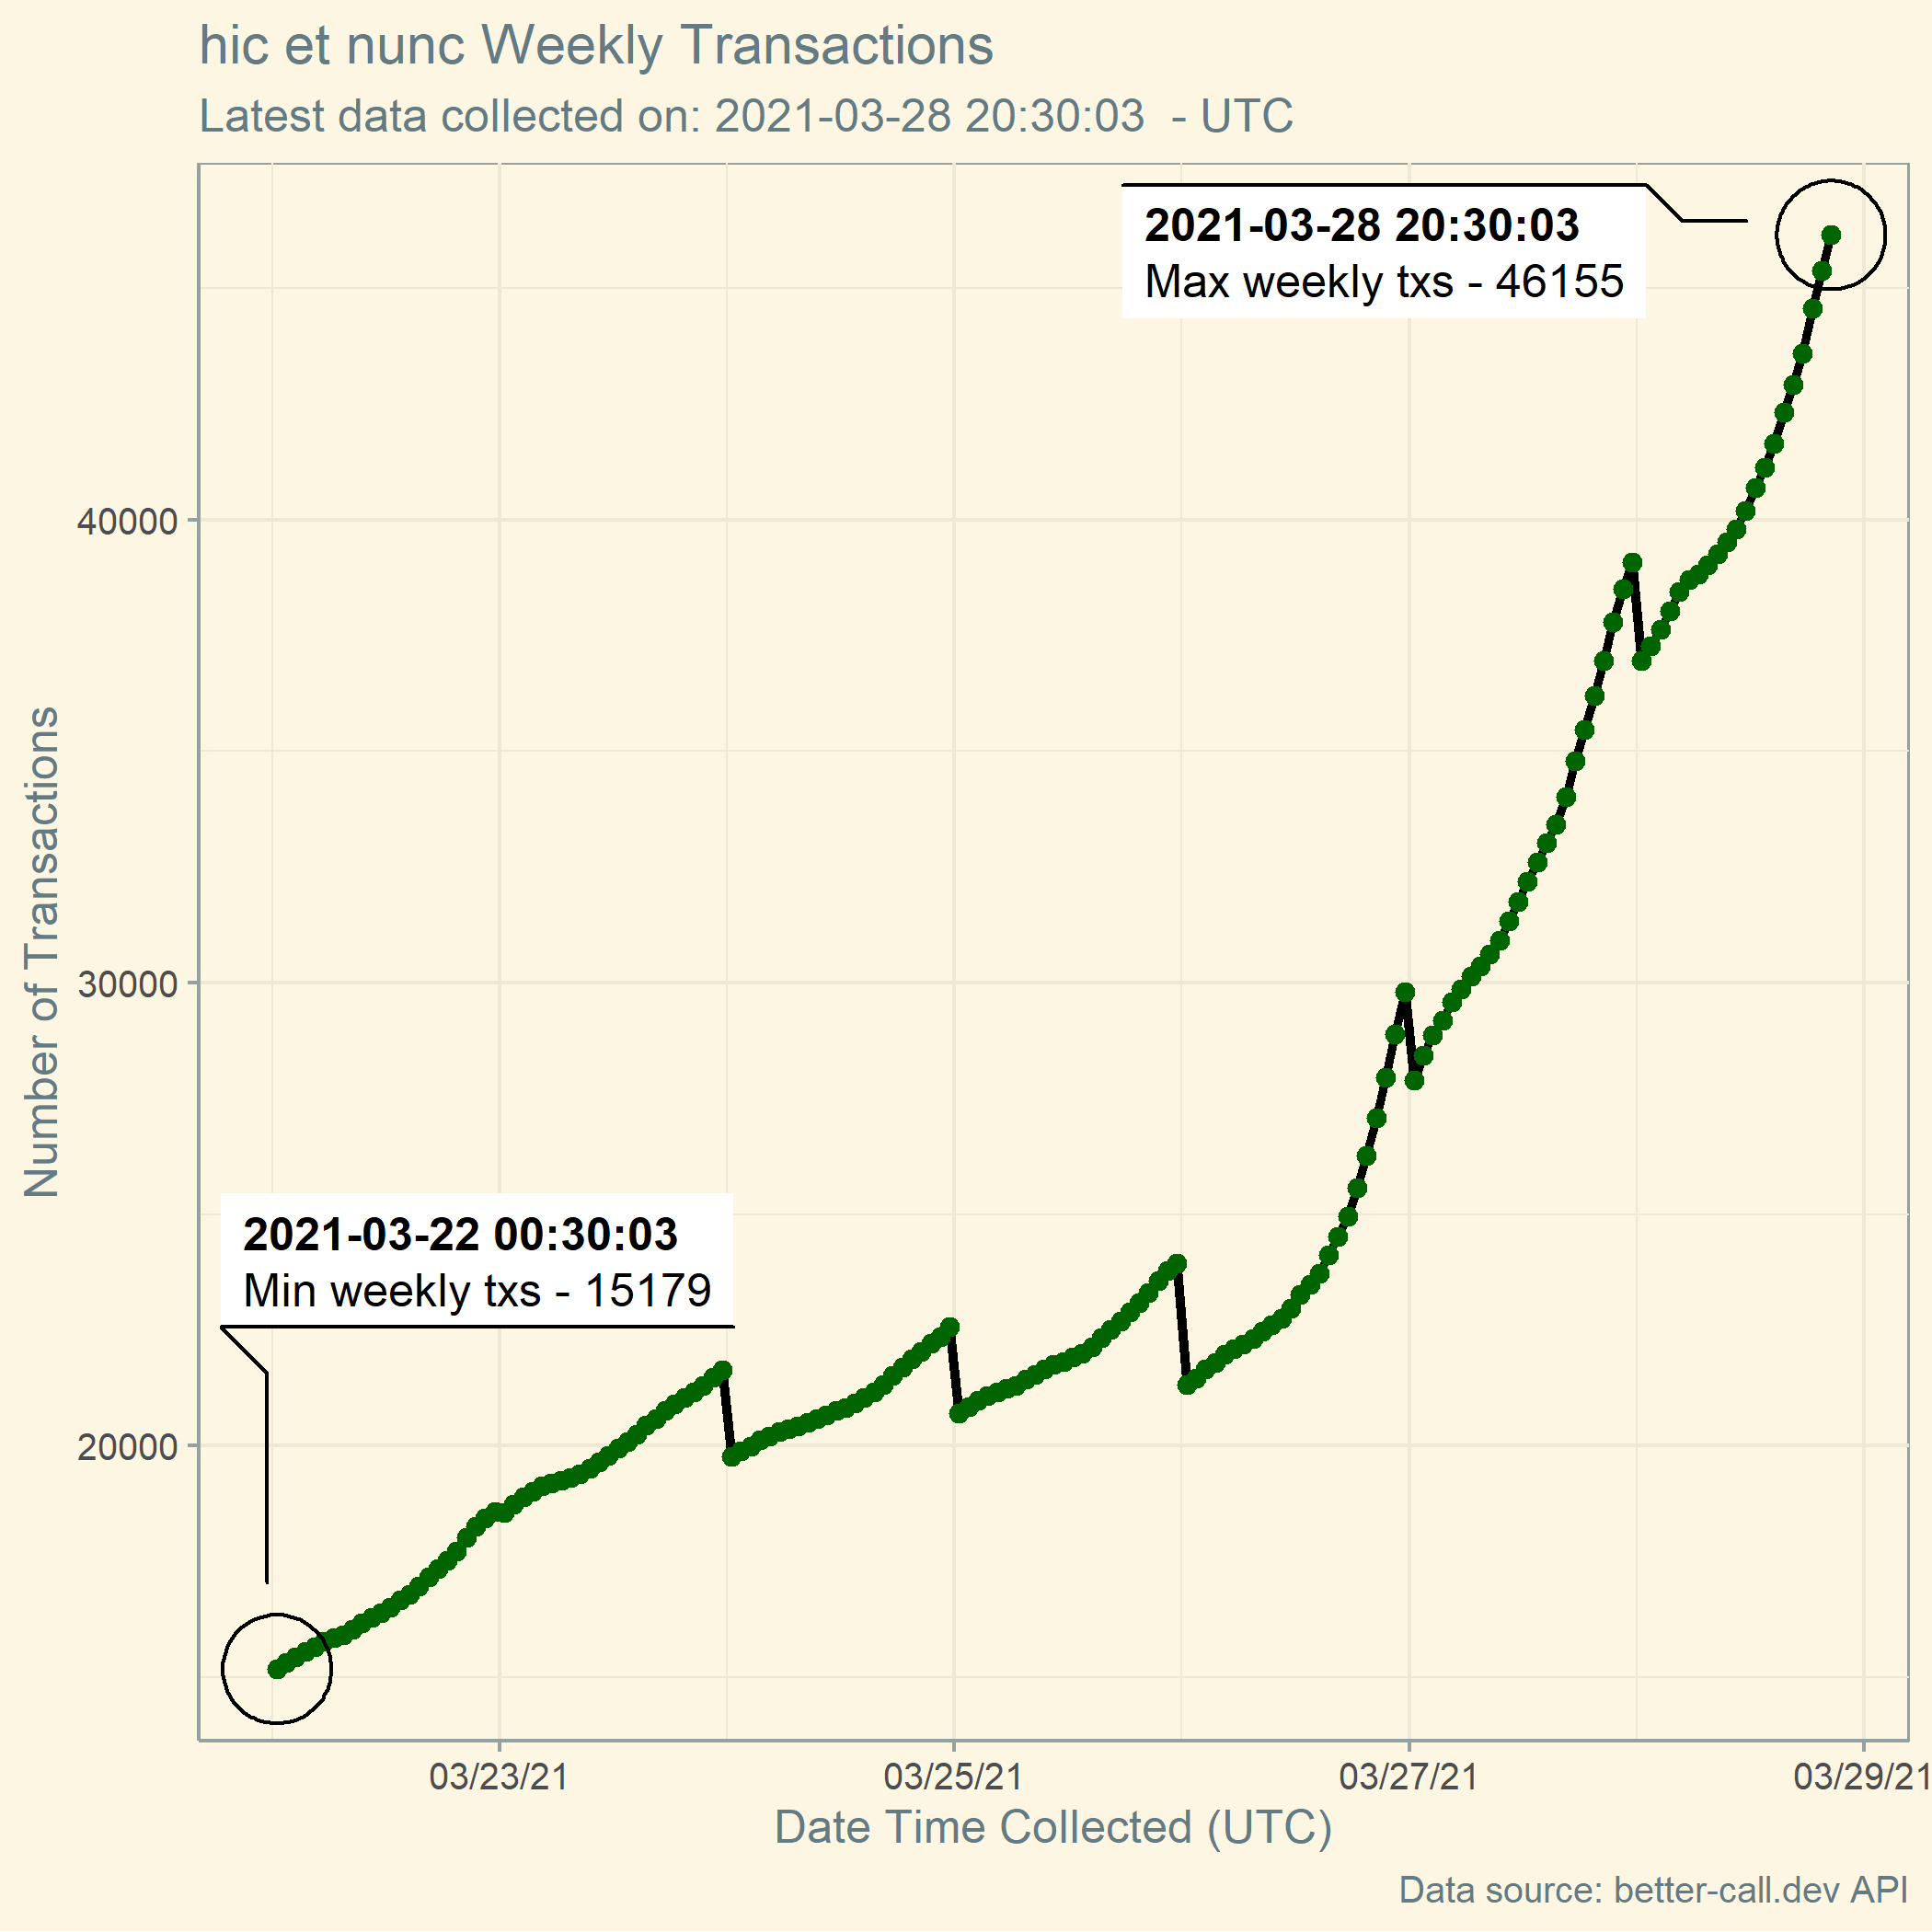 hic et nunc Weekly Transactions
Latest data collected on: 2021-03-28 20:30:03  - UTC
2021-03-28 20:30:03
Max weekly txs - 46155
40000
30000
20000
Number of Transactions
2021-03-22 00:30:03
Min weekly txs - 15179
03/23/21
03/25/21
03/27/21
03/29/21
Date Time Collected (UTC)
Data source: better-call.dev API